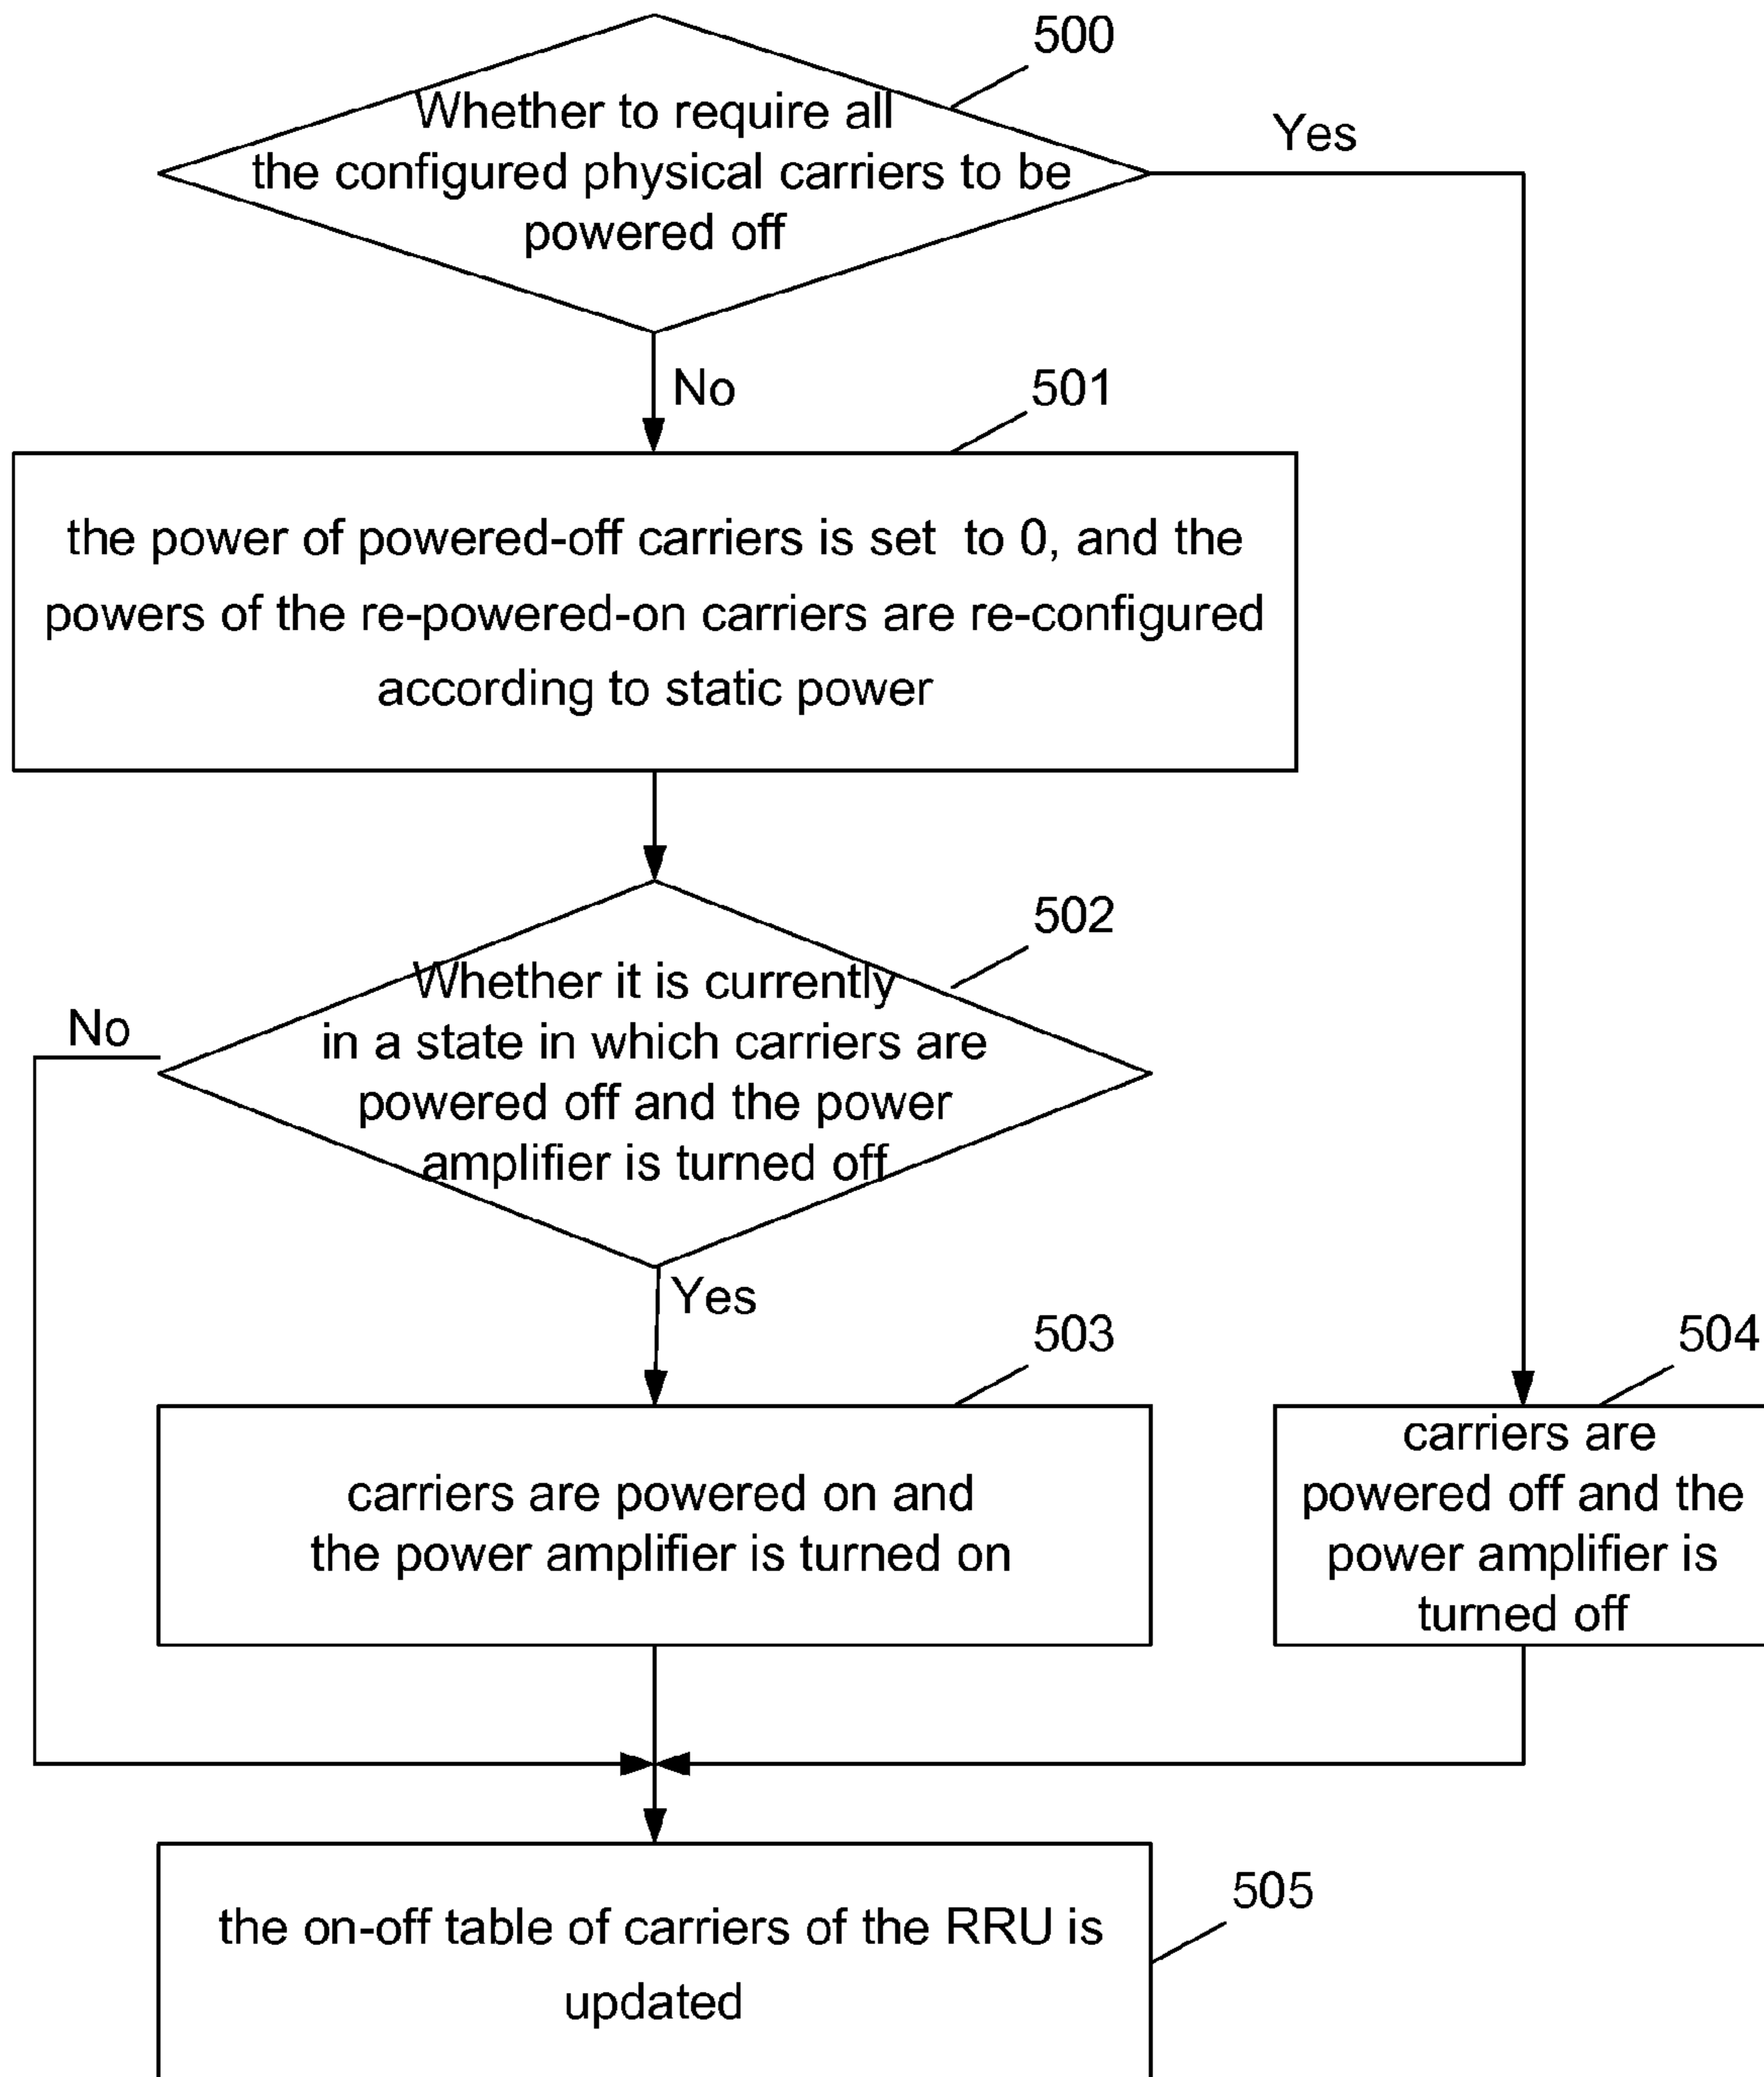 500
Whether to require all
the configured physical carriers to be
powered off
Yes
No
501
the power of powered-off carriers is set to 0, and the
powers of the re-powered-on carriers are re-configured
according to static power
502
Whether it is currently
in a state in which carriers are
powered off and the power
amplifier is turned off
No
Yes
503
carriers are powered on and
the power amplifier is turned on
504
carriers are
powered off and the
power amplifier is
turned off
505
the on-off table of carriers of the RRU is
updated